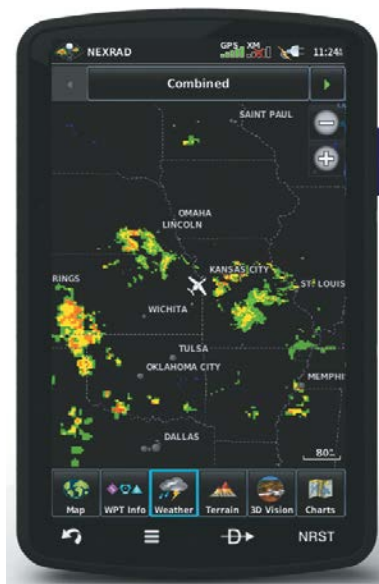 NEXRAD GPS XM 11:24
Combined
SAINT PAUL
OMAHA
LINCOLN
RINGS
KANSAS CITY
ST. LOUIS
WICHITA
TULSA
OKLAHOMA CITY
MEMPHI
DALLAS
80
Map WPT Info Weather Terrain 3D Vision Charts
D NRST